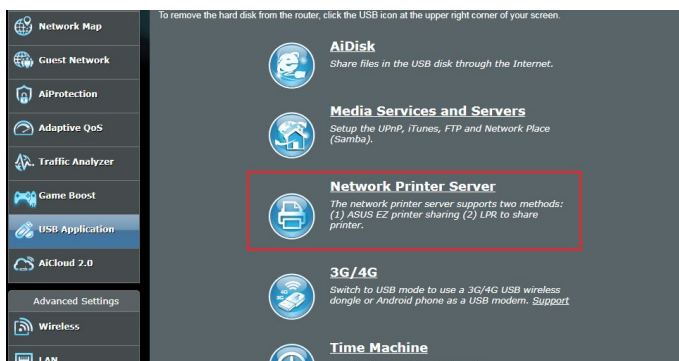 To remove the hard disk from the router, click the USB icon at the upper right corner of your screen.
Network Map
Guest Network
AiProtection
Adaptive QoS
Traffic Analyzer
Game Boost
USB Application
AiCloud 2.0
Advanced Settings
Wireless
LAN
AiDisk
Share files in the USB disk through the Internet.
Media Services and Servers
Setup the UPnP, iTunes, FTP and Network Place
(Samba).
Network Printer Server
The network printer server supports two methods:
(1) ASUS EZ printer sharing (2) LPR to share
printer.
3G/4G
Switch to USB mode to use a 3G/4G USB wireless
dongle or Android phone as a USB modem. Support
Time Machine